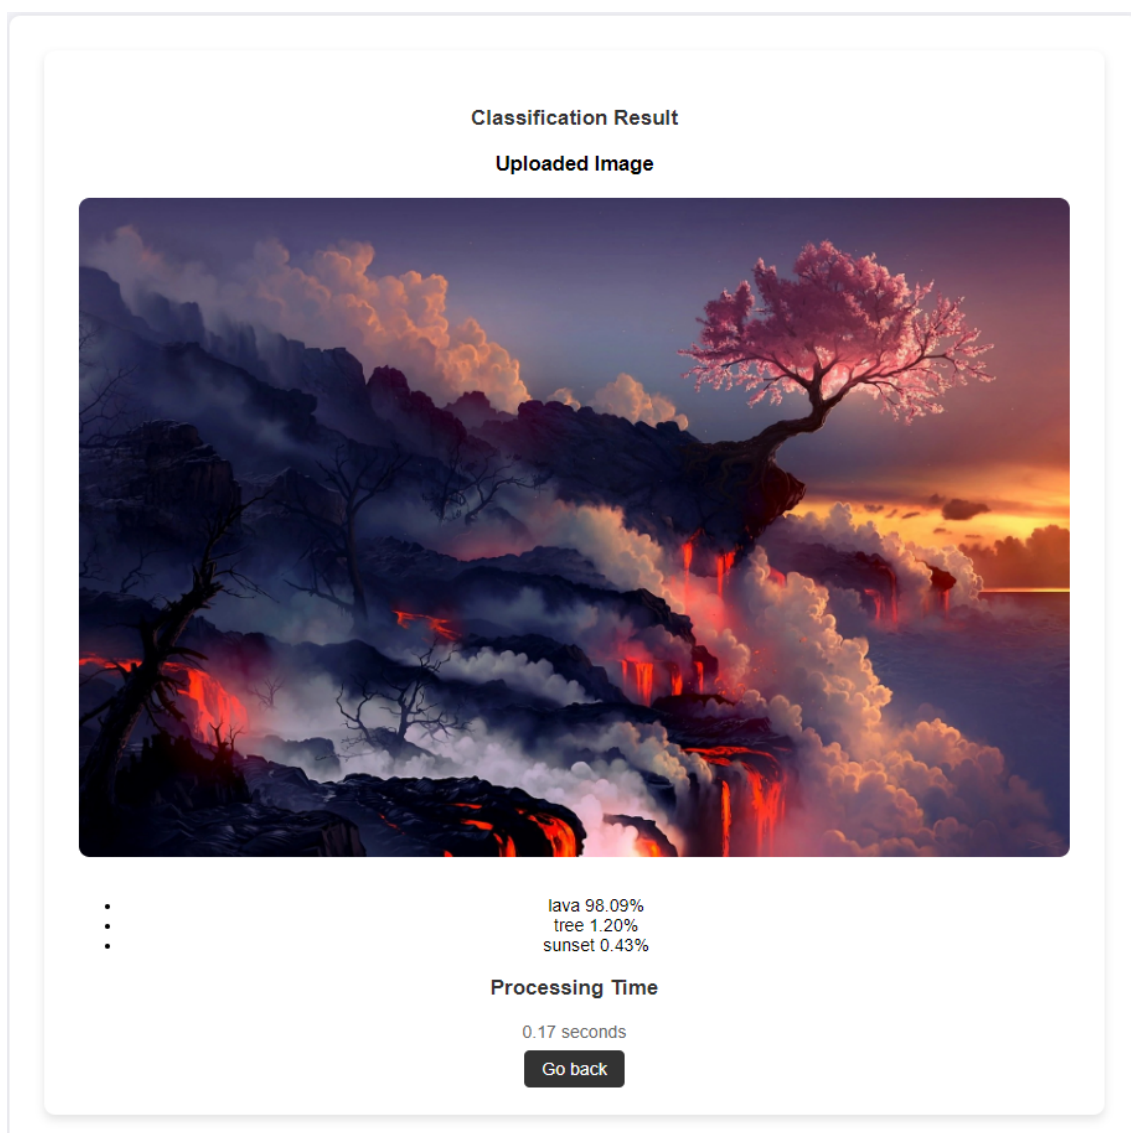 Classification Result
Uploaded Image
lava 98.09%
tree 1.20%
sunset 0.43%
Processing Time
0.17 seconds
Go back